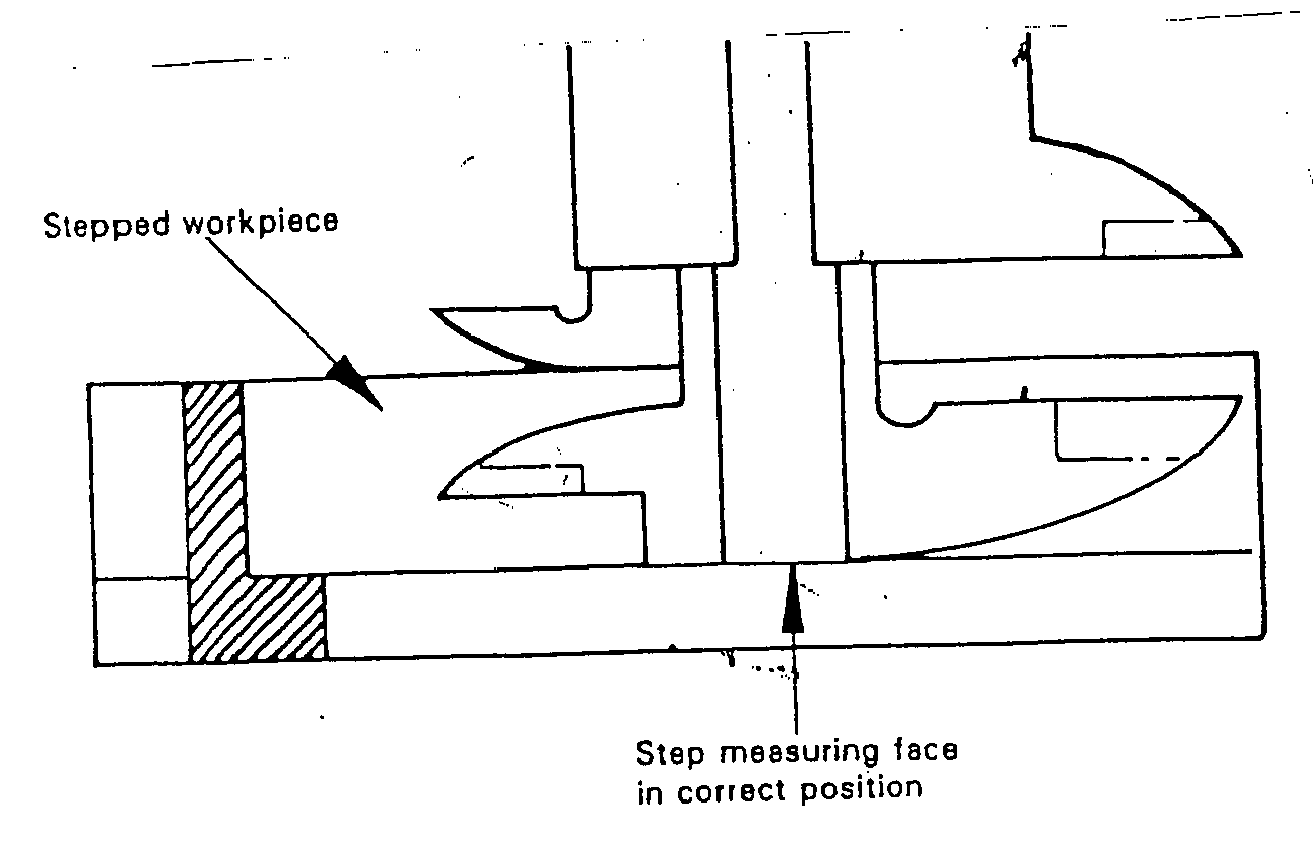 Stepped workpiece
Step measuring face
in correct position